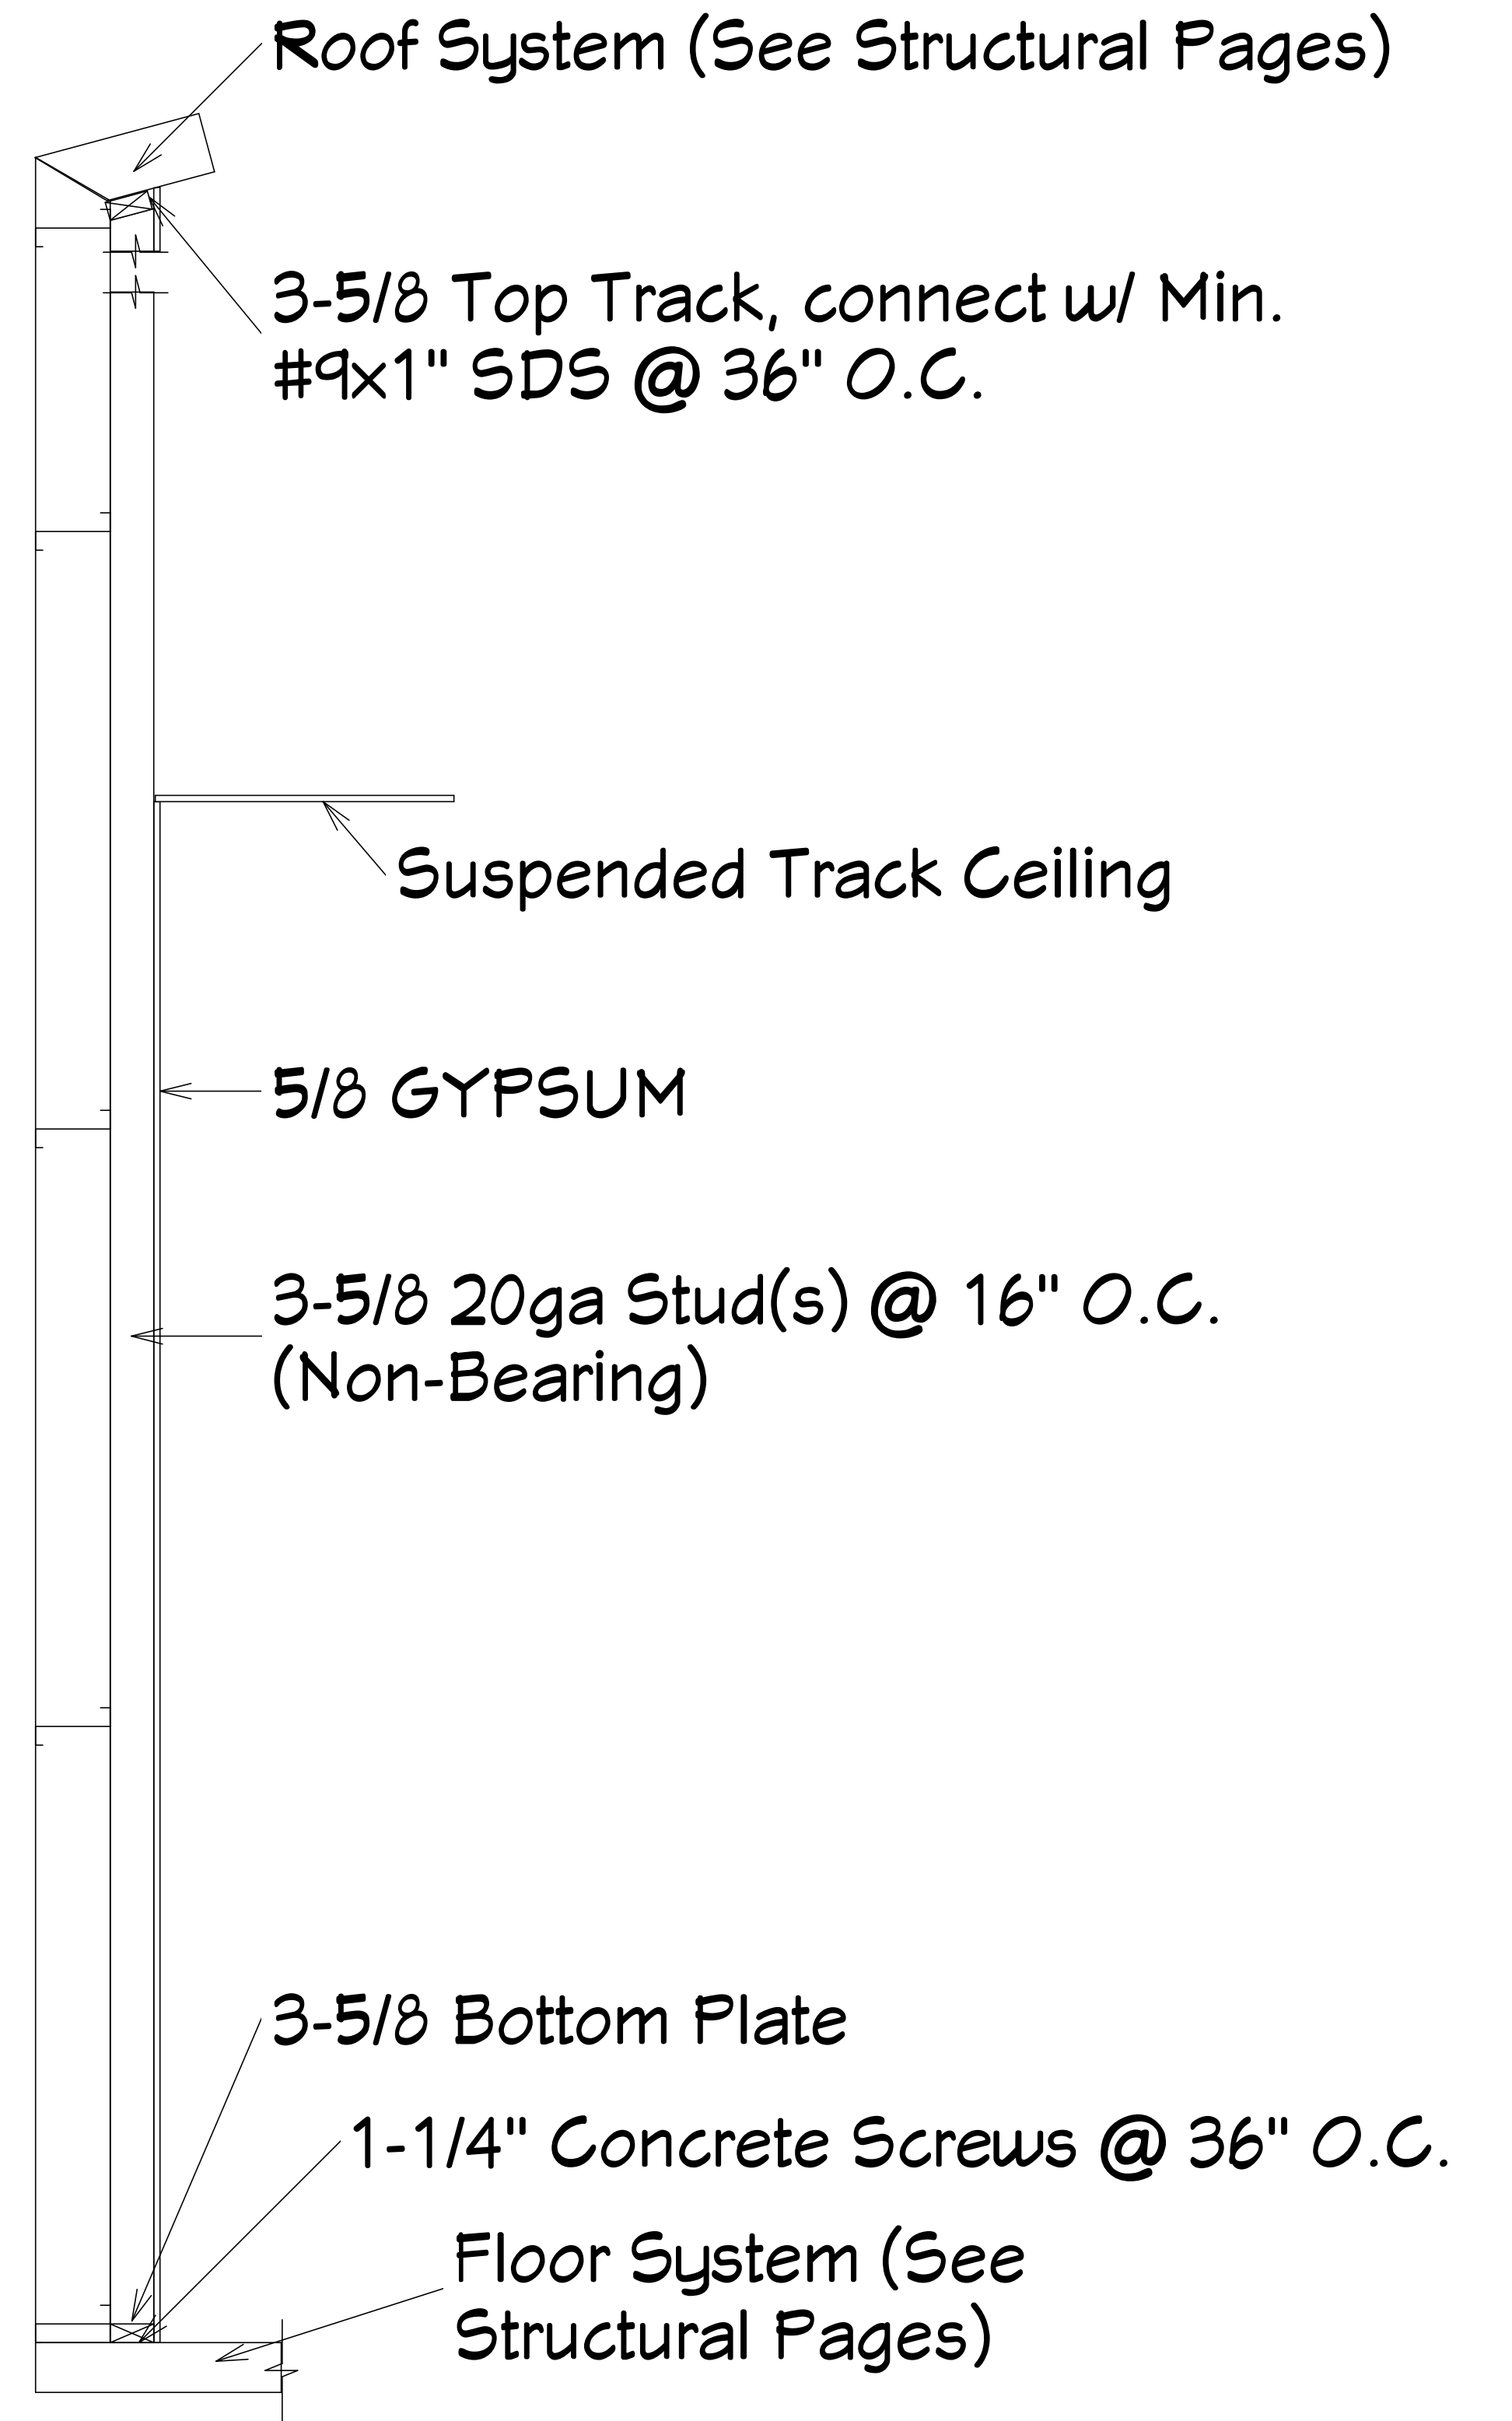 Roof System (See Structural Pages)
3-5/8 Top Track, connect w/ Min.
#9x1" SDS @ 36" O.C.
Suspended Track Ceiling
5/8 GYPSUM
3-5/8 20ga Stud(s) @ 16" O.C.
(Non-Bearing)
3-5/8 Bottom Plate
1-1/4" Concrete Screws @ 36" O.C.
Floor System (See
Structural Pages)